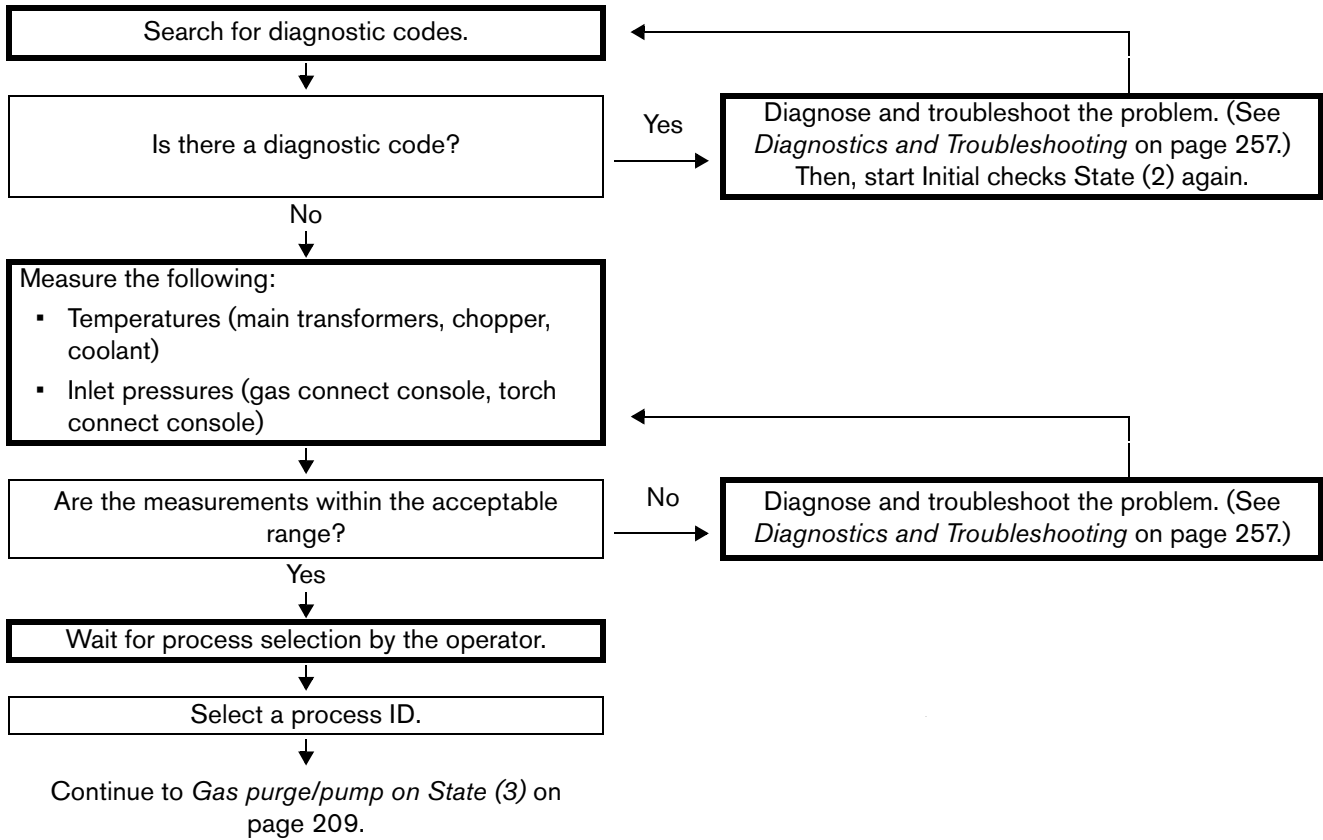 Search for diagnostic codes.
Is there a diagnostic code?
Yes
Diagnose and troubleshoot the problem. (See
Diagnostics and Troubleshooting on page 257.)
Then, start Initial checks State (2) again.
No
Measure the following:
▪ Temperatures (main transformers, chopper,
coolant)
▪ Inlet pressures (gas connect console, torch
connect console)
Are the measurements within the acceptable
range?
No
Diagnose and troubleshoot the problem. (See
Diagnostics and Troubleshooting on page 257.)
Yes
Wait for process selection by the operator.
Select a process ID.
Continue to Gas purge/pump on State (3) on
page 209.